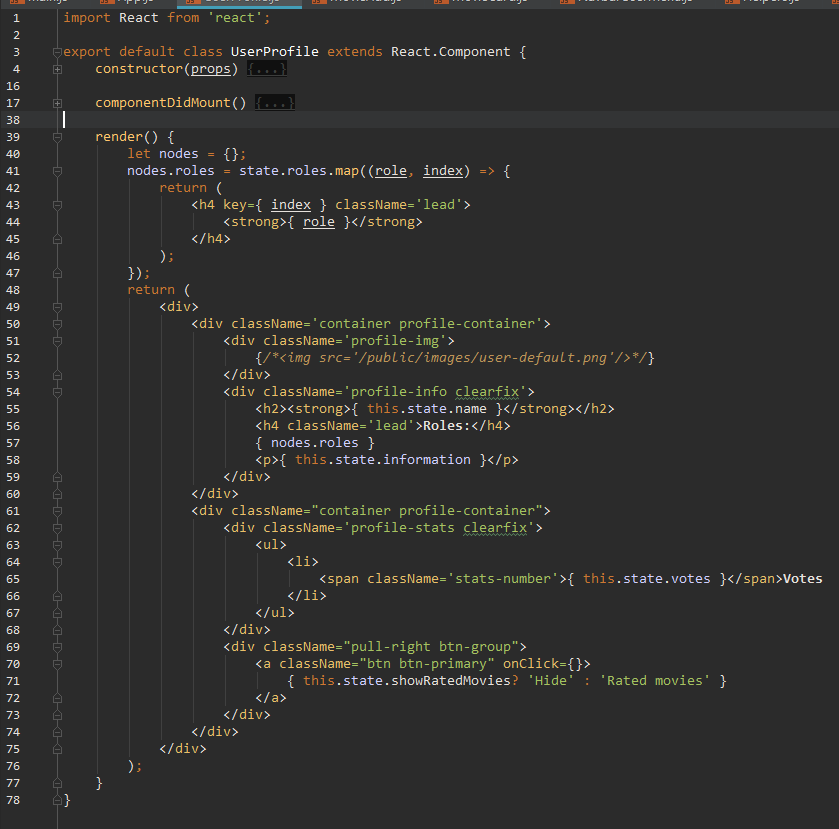 1 import React from 'react';
2
3 export default class UserProfile extends React.Component {
4     constructor(props) {...}
16
17     componentDidMount() {...}
38
39     render() {
40         let nodes = {};
41         nodes.roles = state.roles.map((role, index) => {
42             return (
43                 <h4 key={ index } className='lead'>
44                     <strong>{ role }</strong>
45                 </h4>
46             );
47         });
48         return (
49             <div>
50                 <div className='container profile-container'>
51                     <div className='profile-img'>
52                         {/*<img src='/public/images/user-default.png'/>*/}
53                     </div>
54                     <div className='profile-info clearfix'>
55                         <h2><strong>{ this.state.name }</strong></h2>
56                         <h4 className='lead'>Roles:</h4>
57                         { nodes.roles }
58                         <p>{ this.state.information }</p>
59                     </div>
60                 </div>
61                 <div className="container profile-container">
62                     <div className='profile-stats clearfix'>
63                         <ul>
64                             <li>
65                                 <span className='stats-number'>{ this.state.votes }</span>Votes
66                             </li>
67                         </ul>
68                     </div>
69                     <div className="pull-right btn-group">
70                         <a className="btn btn-primary" onClick={}>
71                             { this.state.showRatedMovies? 'Hide' : 'Rated movies' }
72                         </a>
73                     </div>
74                 </div>
75             </div>
76         );
77     }
78 }